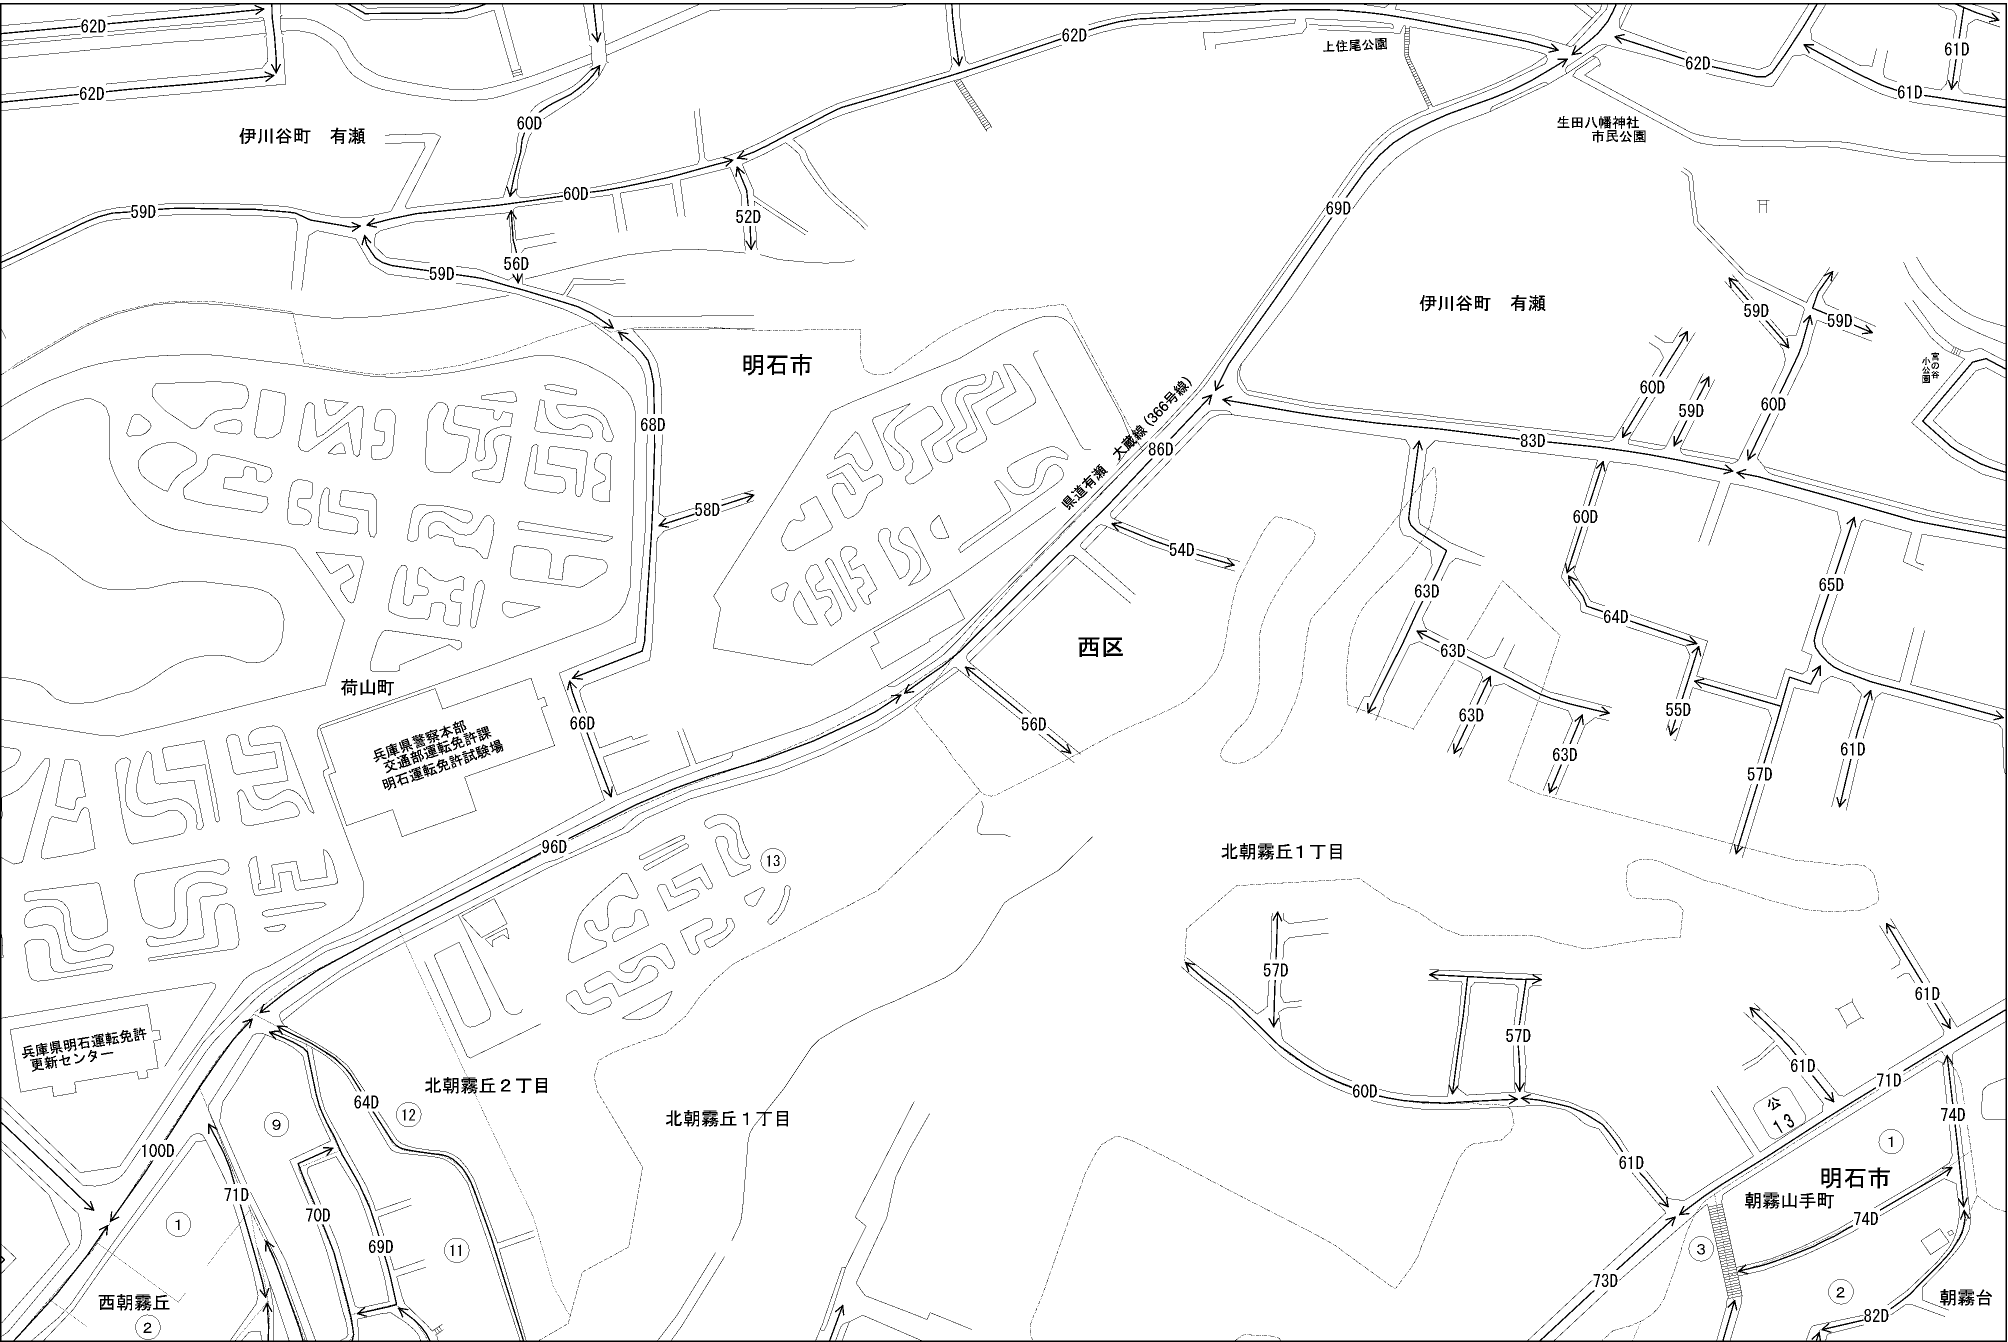 62D
62D
62D
上住尾公園
62D
61D
61D
60D
生田八幡神社
市民公園
伊川谷町　有瀬
59D
60D
52D
69D
56D
59D
伊川谷町　有瀬
59D
59D
明石市
宮の谷
小公園
68D
県道有瀬　大蔵線(366号線)
86D
83D
60D
59D
60D
58D
54D
60D
65D
63D
64D
西区
63D
荷山町
66D
56D
63D
55D
63D
61D
57D
兵庫県警察本部
交通部運転免許課
明石運転免許試験場
96D
13
北朝霧丘１丁目
57D
57D
61D
兵庫県明石運転免許
更新センター
北朝霧丘２丁目
64D
12
9
北朝霧丘１丁目
60D
61D
71D
公
13
74D
1
100D
61D
明石市
朝霧山手町
71D
70D
69D
1
11
74D
3
73D
2
西朝霧丘
2
朝霧台
82D